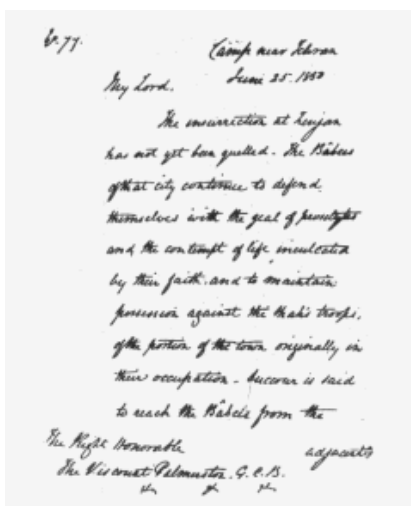 No. 77.
Camp near Tehran
June 25. 1850
My Lord,
The insurrection at Zenjan
has not yet been quelled - The Bâbees
of that city continue to defend
themselves with the zeal of proselytes
and the contempt of life inculcated
by their faith, and to maintain
possession against the Shah's troops,
of the portion of the town originally in
their occupation - Succour is said
to reach the Bâbees from the
adjacents
The Right Honorable
The Viscount Palmerston. G.C.B.